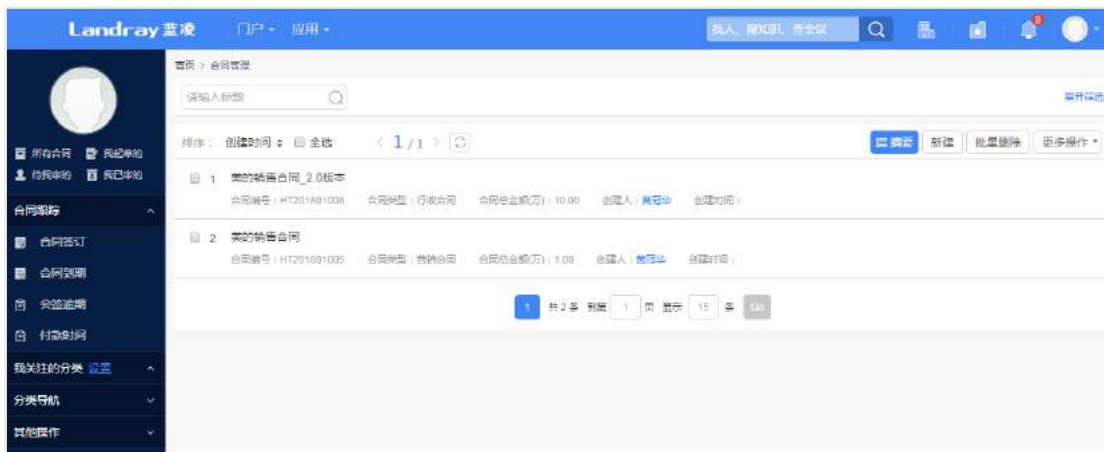 Landray 蓝凌 门户 应用 找人、搜知识、查会议 9
首页 > 合同管理
请输入标题 展开筛选
所有合同 我起草的
待我审的 我已审的
排序： 创建时间 全选 < 1 / 1 > 摘要 新建 批量删除 更多操作
1 美的销售合同_2.0版本
合同编号：HT201801008 合同类型：行政合同 合同总金额(万)：10.00 创建人：黄冠华 创建时间：
2 美的销售合同
合同编号：HT201801005 合同类型：营销合同 合同总金额(万)：1.00 创建人：黄冠华 创建时间：
1 共2条 到第 1 页 显示 15 条 Go
合同跟踪
合同签订
合同到期
会签逾期
付款时间
我关注的分类 设置
分类导航
其他操作